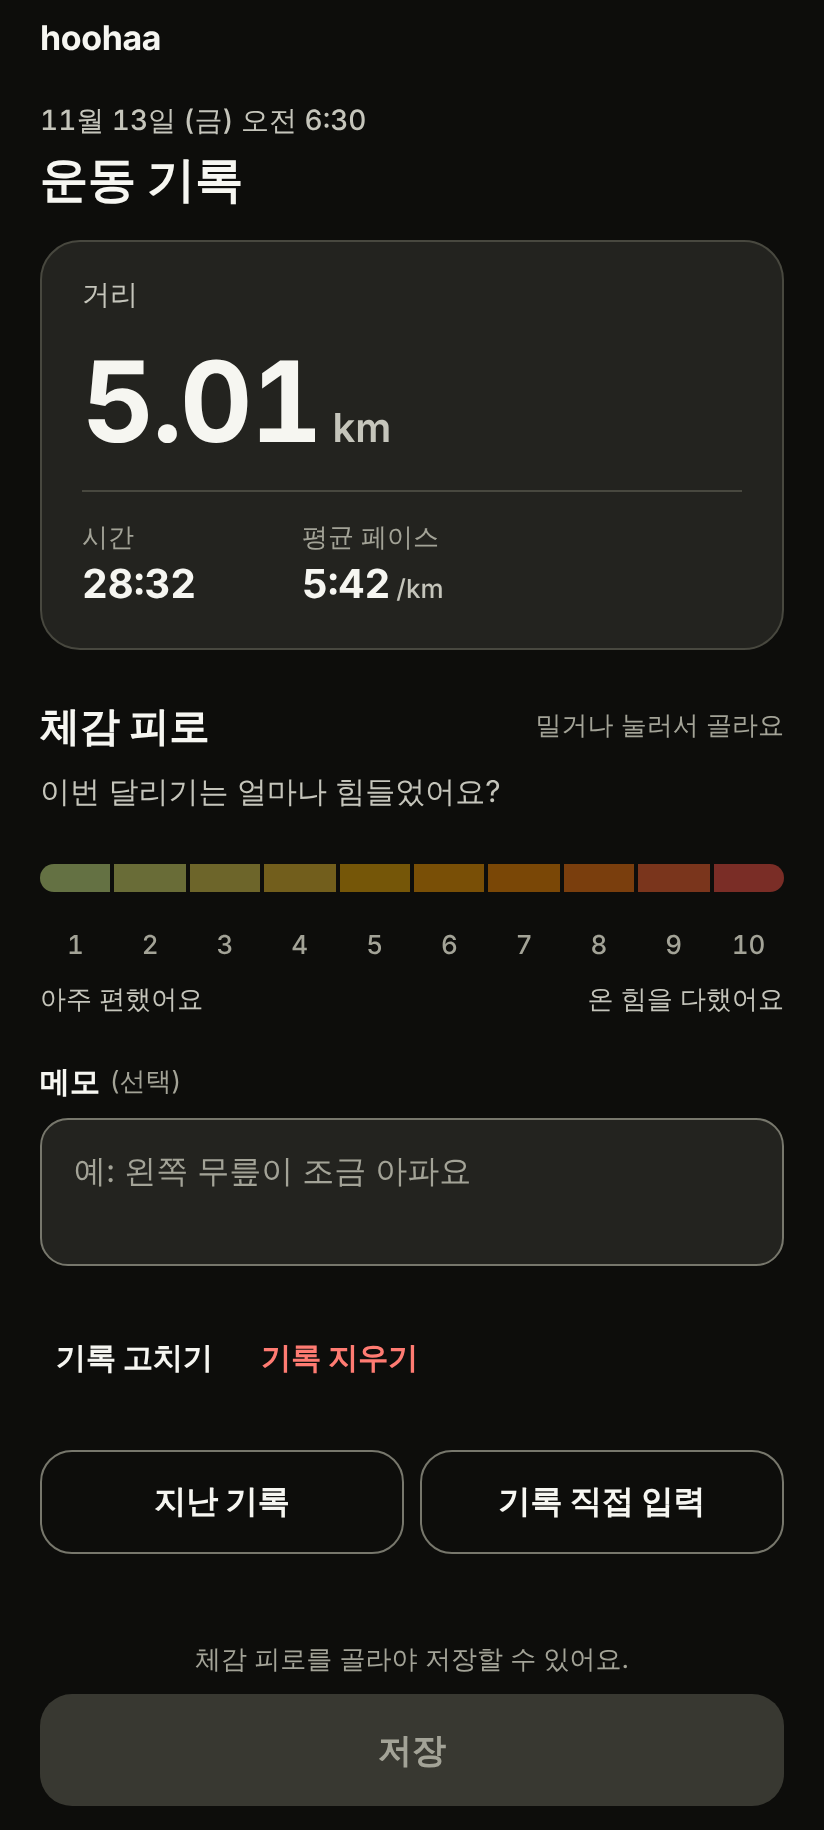 hoohaa
11월 13일 (금) 오전 6:30
운동 기록
거리
5.01 km
시간 평균 페이스
28:32 5:42 /km
체감 피로 밀거나 눌러서 골라요
이번 달리기는 얼마나 힘들었어요?
1 2 3 4 5 6 7 8 9 10
아주 편했어요 온 힘을 다했어요
메모 (선택)
예: 왼쪽 무릎이 조금 아파요
기록 고치기 기록 지우기
지난 기록 기록 직접 입력
체감 피로를 골라야 저장할 수 있어요.
저장